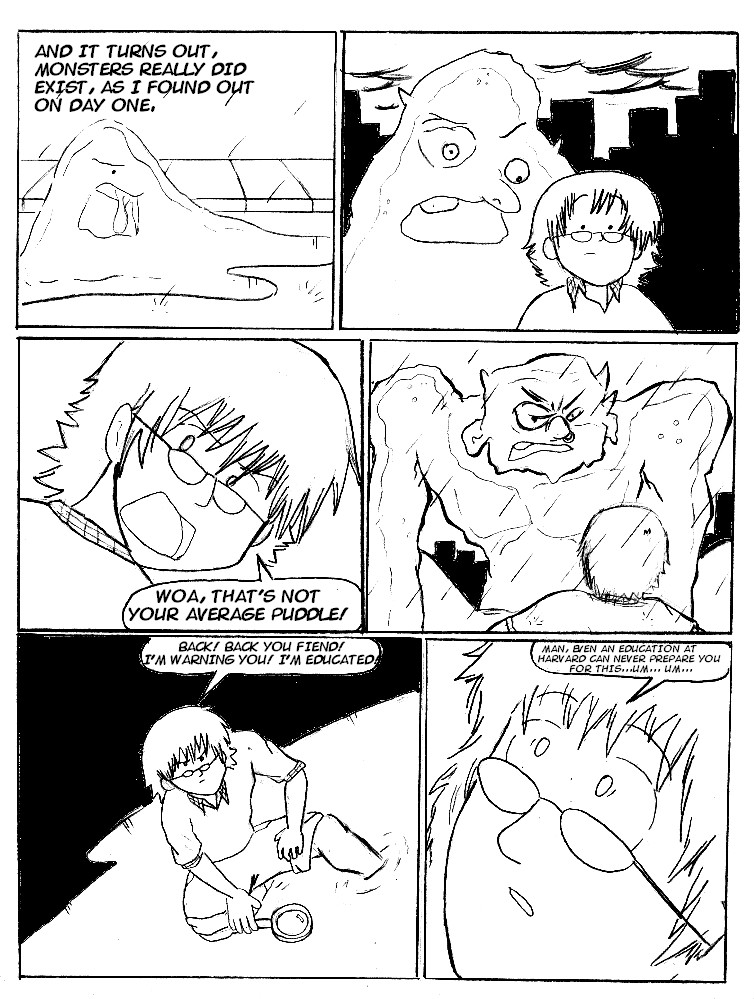 AND IT TURNS OUT,
MONSTERS REALLY DID
EXIST, AS I FOUND OUT
ON DAY ONE.
WOA, THAT'S NOT
YOUR AVERAGE PUDDLE!
BACK! BACK YOU FIEND!
I'M WARNING YOU! I'M EDUCATED!
MAN, EVEN AN EDUCATION AT
HARVARD CAN NEVER PREPARE YOU
FOR THIS...UM... UM...